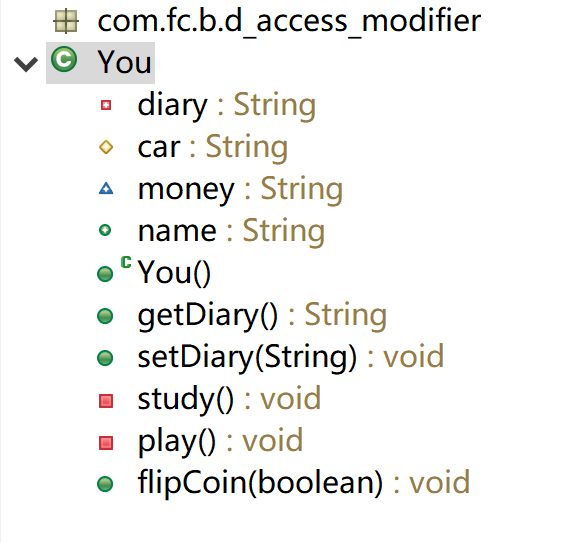 com.fc.b.d_access_modifier
You
diary : String
car : String
money : String
name : String
You()
getDiary() : String
setDiary(String) : void
study() : void
play() : void
flipCoin(boolean) : void